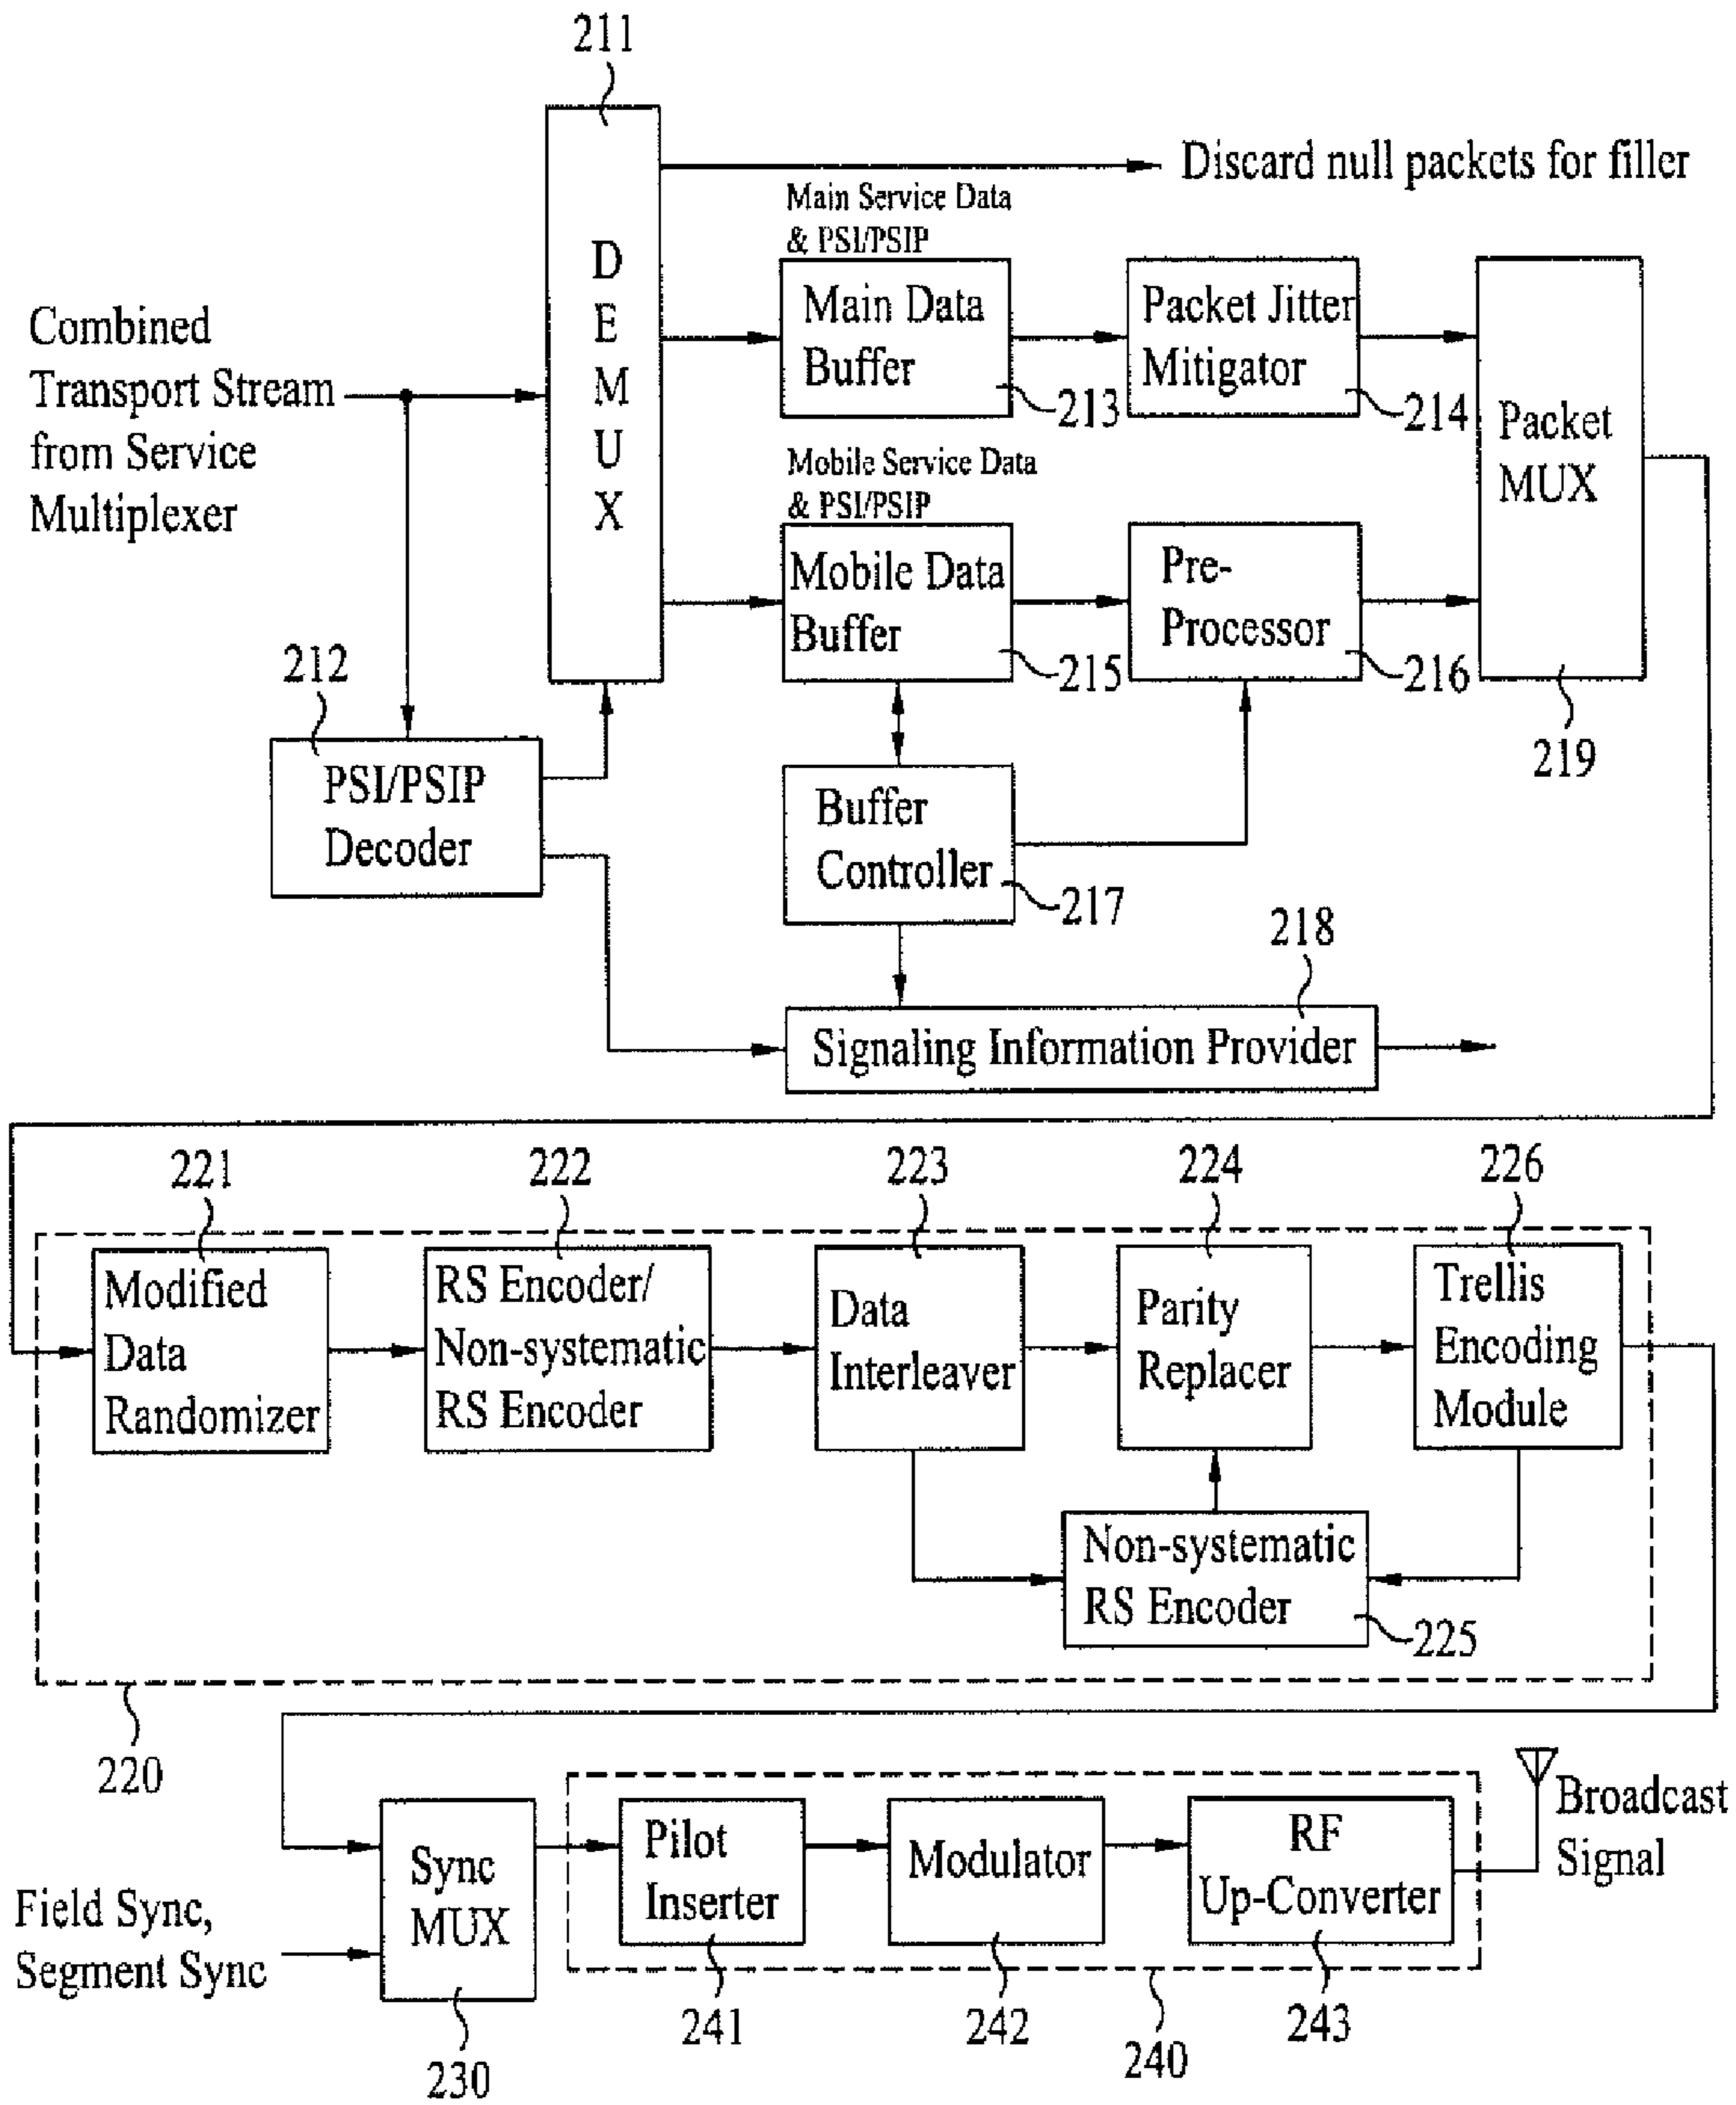 211
Discard null packets for filler
D
E
M
U
X
Main Service Data
& PSI/PSIP
Main Data
Buffer
213
Packet Jitter
Mitigator
214
Packet
MUX
219
Combined
Transport Stream
from Service
Multiplexer
Mobile Service Data
& PSI/PSIP
Mobile Data
Buffer
215
Pre-
Processor
216
212
PSI/PSIP
Decoder
Buffer
Controller
217
218
Signaling Information Provider
221
222
223
224
226
Modified
Data
Randomizer
RS Encoder/
Non-systematic
RS Encoder
Data
Interleaver
Parity
Replacer
Trellis
Encoding
Module
Non-systematic
RS Encoder
225
220
Field Sync,
Segment Sync
Sync
MUX
230
Pilot
Inserter
241
Modulator
242
RF
Up-Converter
243
240
Broadcast
Signal